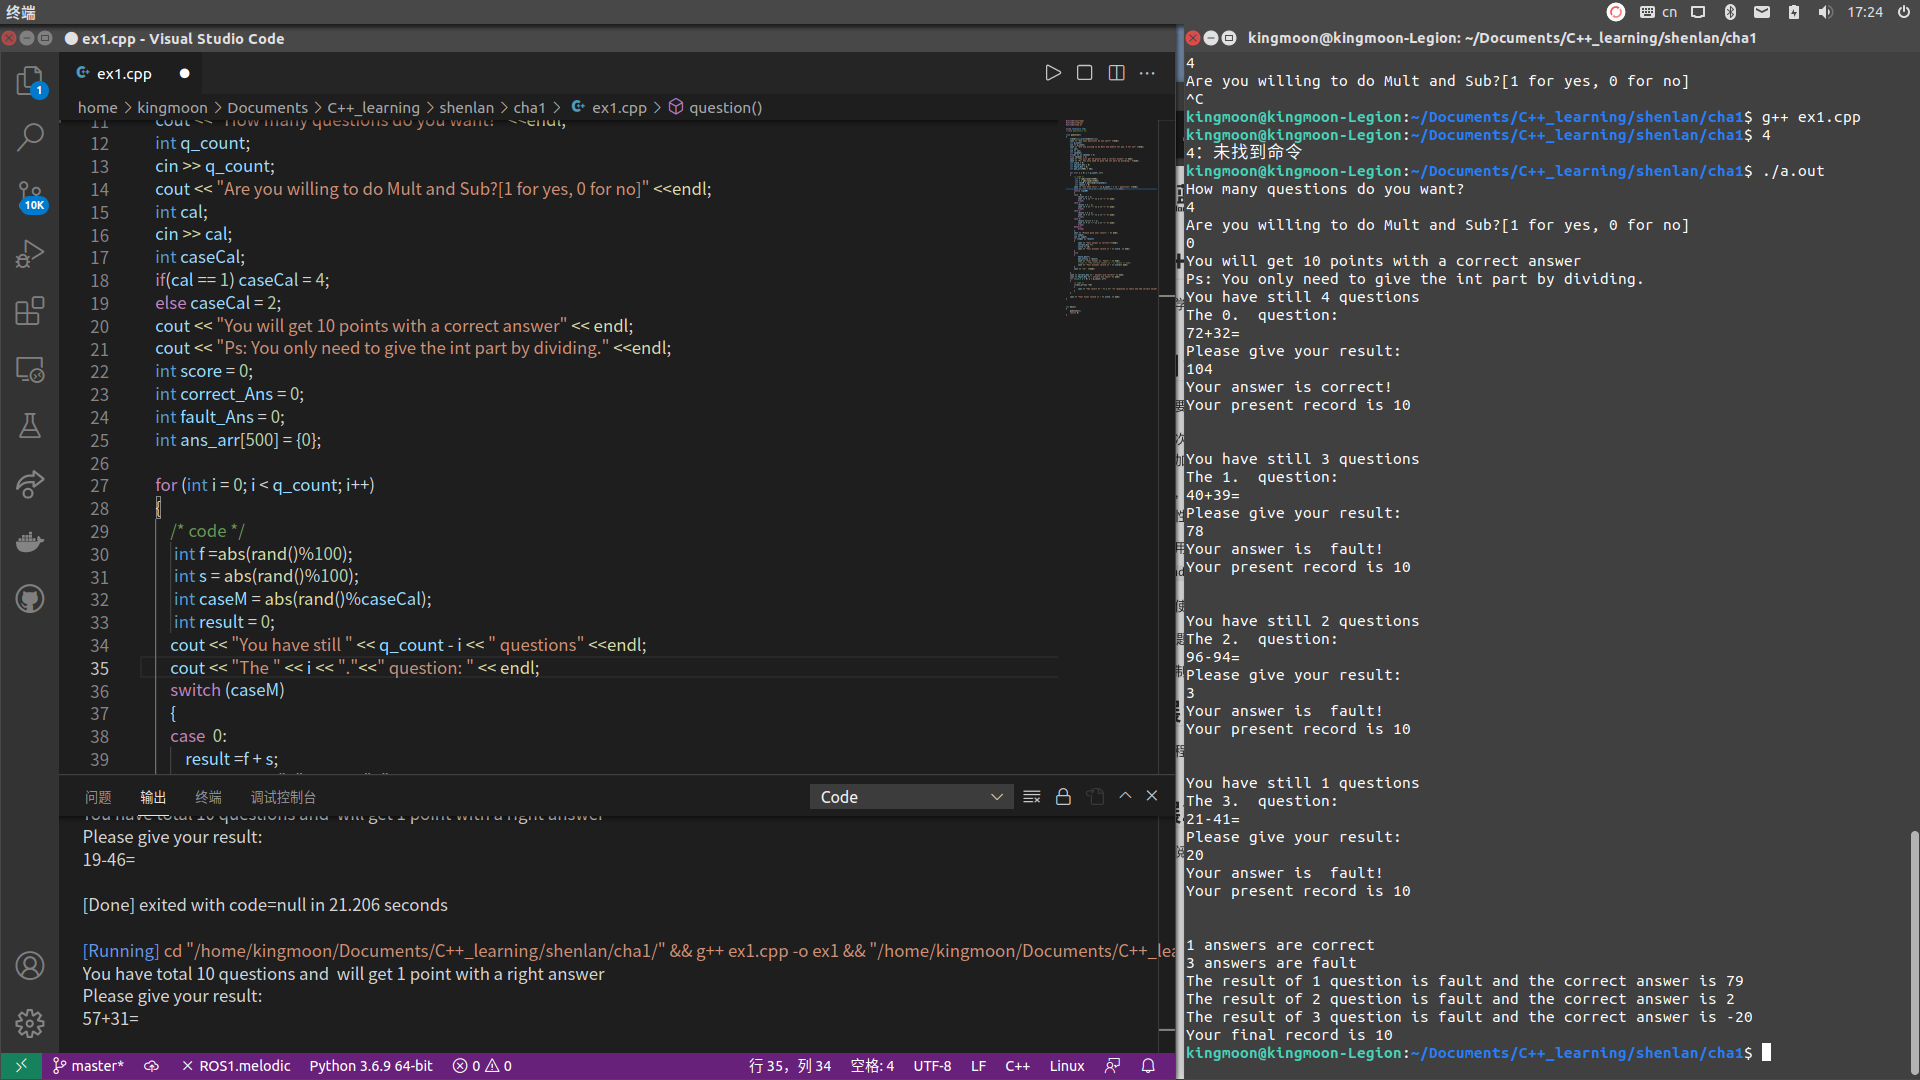 终端
cn
17:24
ex1.cpp - Visual Studio Code
ex1.cpp
home > kingmoon > Documents > C++_learning > shenlan > cha1 > ex1.cpp > question()
11 cout << "How many questions do you want? " <<endl;
12 int q_count;
13 cin >> q_count;
14 cout << "Are you willing to do Mult and Sub?[1 for yes, 0 for no]" <<endl;
15 int cal;
16 cin >> cal;
17 int caseCal;
18 if(cal == 1) caseCal = 4;
19 else caseCal = 2;
20 cout << "You will get 10 points with a correct answer" << endl;
21 cout << "Ps: You only need to give the int part by dividing." <<endl;
22 int score = 0;
23 int correct_Ans = 0;
24 int fault_Ans = 0;
25 int ans_arr[500] = {0};
26
27 for (int i = 0; i < q_count; i++)
28 {
29 /* code */
30 int f =abs(rand()%100);
31 int s = abs(rand()%100);
32 int caseM = abs(rand()%caseCal);
33 int result = 0;
34 cout << "You have still " << q_count - i << " questions" <<endl;
35 cout << "The " << i << "."<<" question: " << endl;
36 switch (caseM)
37 {
38 case 0:
39 result =f + s;
1
10K
问题 输出 终端 调试控制台
Code
You have total 10 questions and  will get 1 point with a right answer
Please give your result:
19-46=
[Done] exited with code=null in 21.206 seconds
[Running] cd "/home/kingmoon/Documents/C++_learning/shenlan/cha1/" && g++ ex1.cpp -o ex1 && "/home/kingmoon/Documents/C++_lea
You have total 10 questions and  will get 1 point with a right answer
Please give your result:
57+31=
master* ROS1.melodic Python 3.6.9 64-bit 0 0 行 35，列 34 空格: 4 UTF-8 LF C++ Linux
kingmoon@kingmoon-Legion: ~/Documents/C++_learning/shenlan/cha1
4
Are you willing to do Mult and Sub?[1 for yes, 0 for no]
^C
kingmoon@kingmoon-Legion:~/Documents/C++_learning/shenlan/cha1$ g++ ex1.cpp
kingmoon@kingmoon-Legion:~/Documents/C++_learning/shenlan/cha1$ 4
4：未找到命令
kingmoon@kingmoon-Legion:~/Documents/C++_learning/shenlan/cha1$ ./a.out
How many questions do you want?
4
Are you willing to do Mult and Sub?[1 for yes, 0 for no]
0
You will get 10 points with a correct answer
Ps: You only need to give the int part by dividing.
You have still 4 questions
The 0.  question:
72+32=
Please give your result:
104
Your answer is correct!
Your present record is 10
You have still 3 questions
The 1.  question:
40+39=
Please give your result:
78
Your answer is  fault!
Your present record is 10
You have still 2 questions
The 2.  question:
96-94=
Please give your result:
3
Your answer is  fault!
Your present record is 10
You have still 1 questions
The 3.  question:
21-41=
Please give your result:
20
Your answer is  fault!
Your present record is 10
1 answers are correct
3 answers are fault
The result of 1 question is fault and the correct answer is 79
The result of 2 question is fault and the correct answer is 2
The result of 3 question is fault and the correct answer is -20
Your final record is 10
kingmoon@kingmoon-Legion:~/Documents/C++_learning/shenlan/cha1$